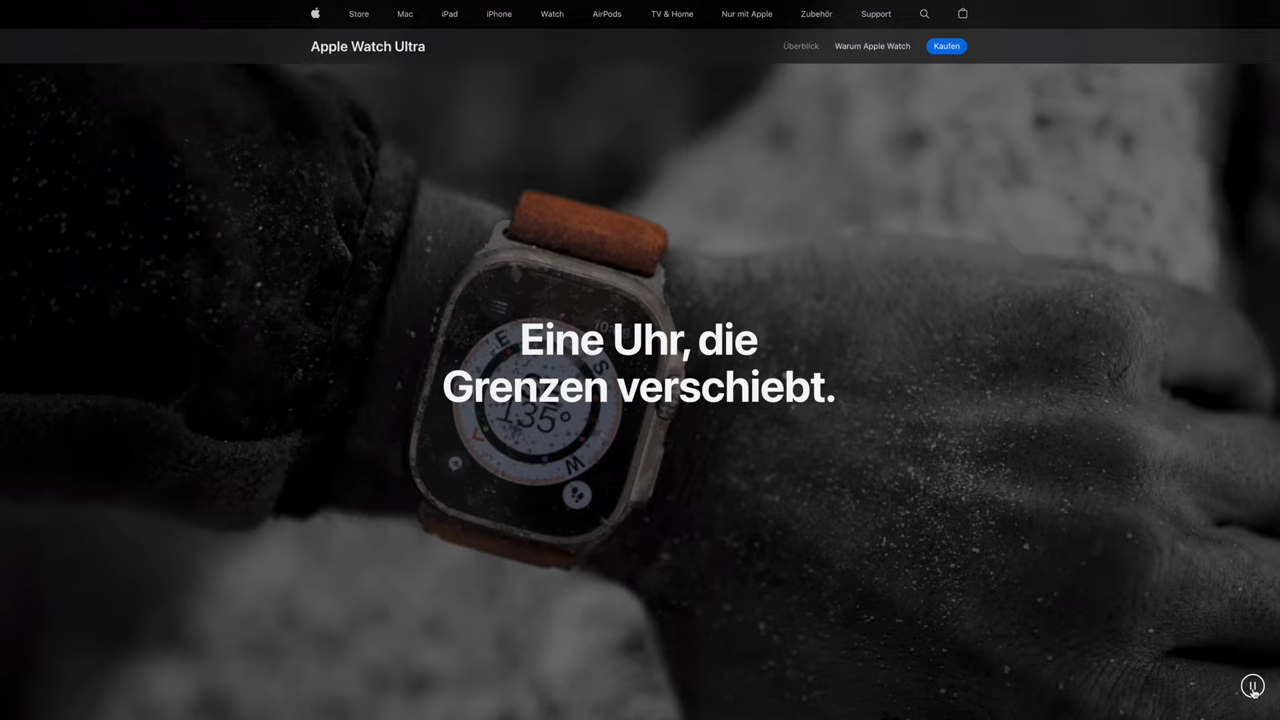 Store Mac iPad iPhone Watch AirPods TV & Home Nur mit Apple Zubehör Support
Apple Watch Ultra Überblick Warum Apple Watch Kaufen
Eine Uhr, die
Grenzen verschiebt.
E
S
135°
W